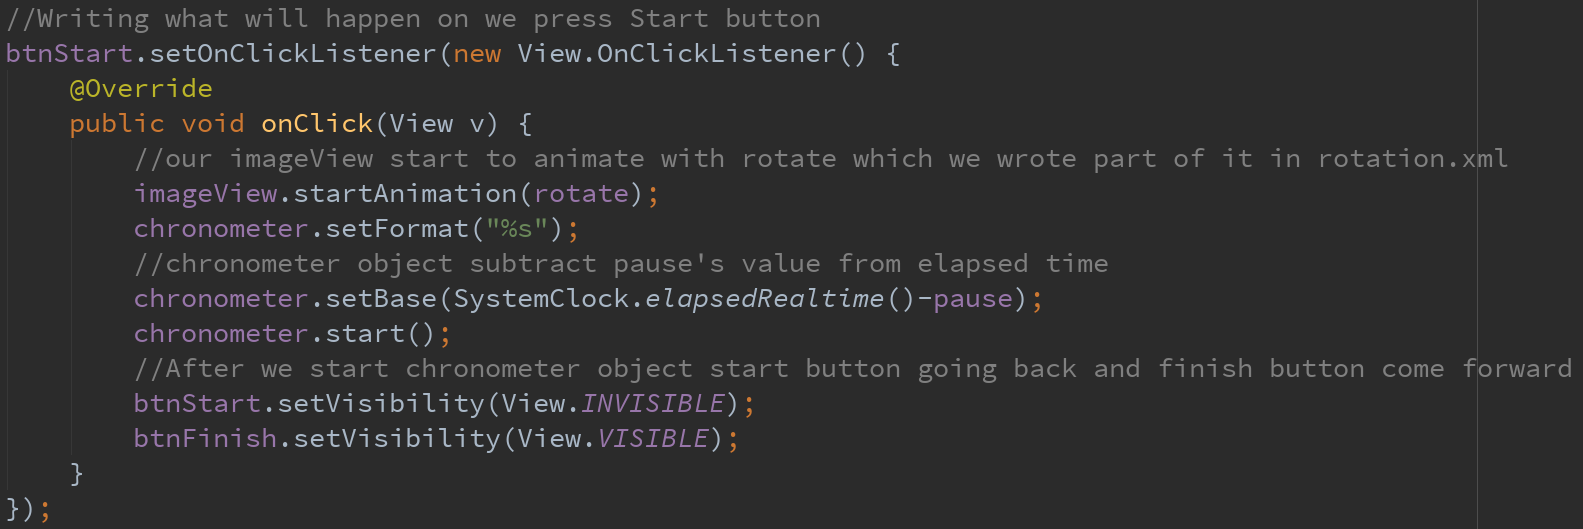 //Writing what will happen on we press Start button
btnStart.setOnClickListener(new View.OnClickListener() {
    @Override
    public void onClick(View v) {
        //our imageView start to animate with rotate which we wrote part of it in rotation.xml
        imageView.startAnimation(rotate);
        chronometer.setFormat("%s");
        //chronometer object subtract pause's value from elapsed time
        chronometer.setBase(SystemClock.elapsedRealtime()-pause);
        chronometer.start();
        //After we start chronometer object start button going back and finish button come forward
        btnStart.setVisibility(View.INVISIBLE);
        btnFinish.setVisibility(View.VISIBLE);
    }
});